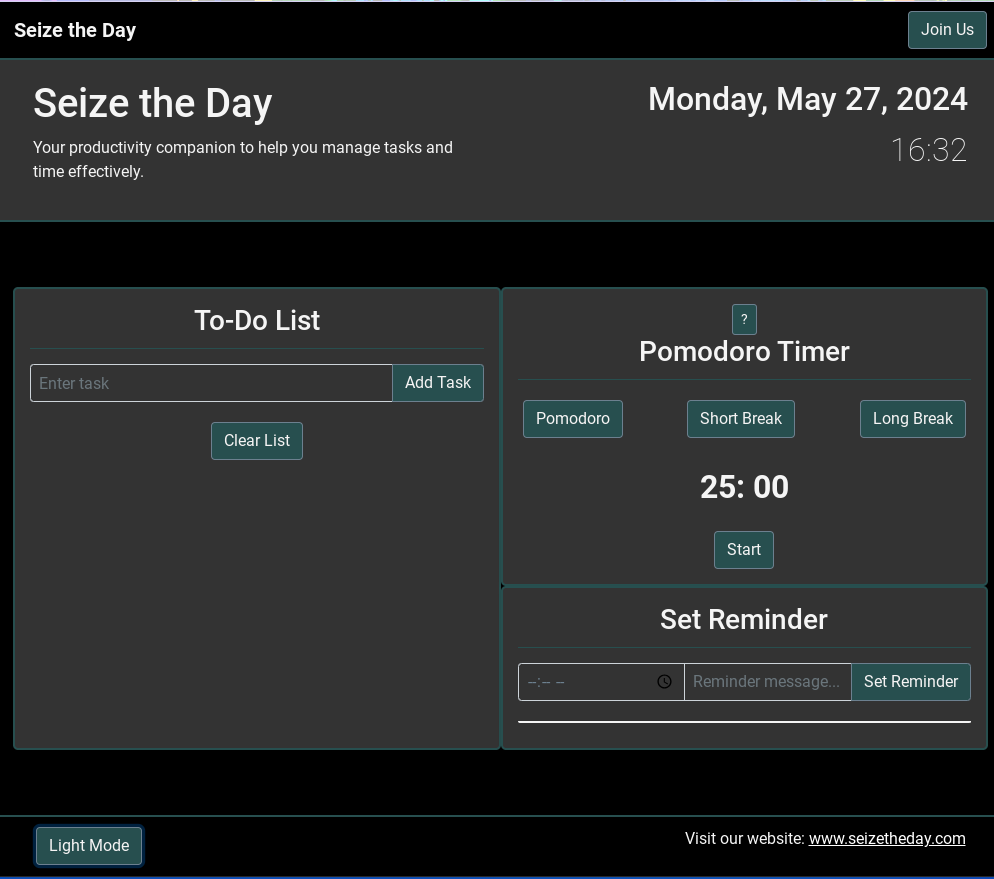 Seize the Day
Join Us
Seize the Day
Your productivity companion to help you manage tasks and
time effectively.
Monday, May 27, 2024
16:32
To-Do List
Enter task
Add Task
Clear List
?
Pomodoro Timer
Pomodoro
Short Break
Long Break
25: 00
Start
Set Reminder
--:-- --
Reminder message...
Set Reminder
Light Mode
Visit our website: www.seizetheday.com